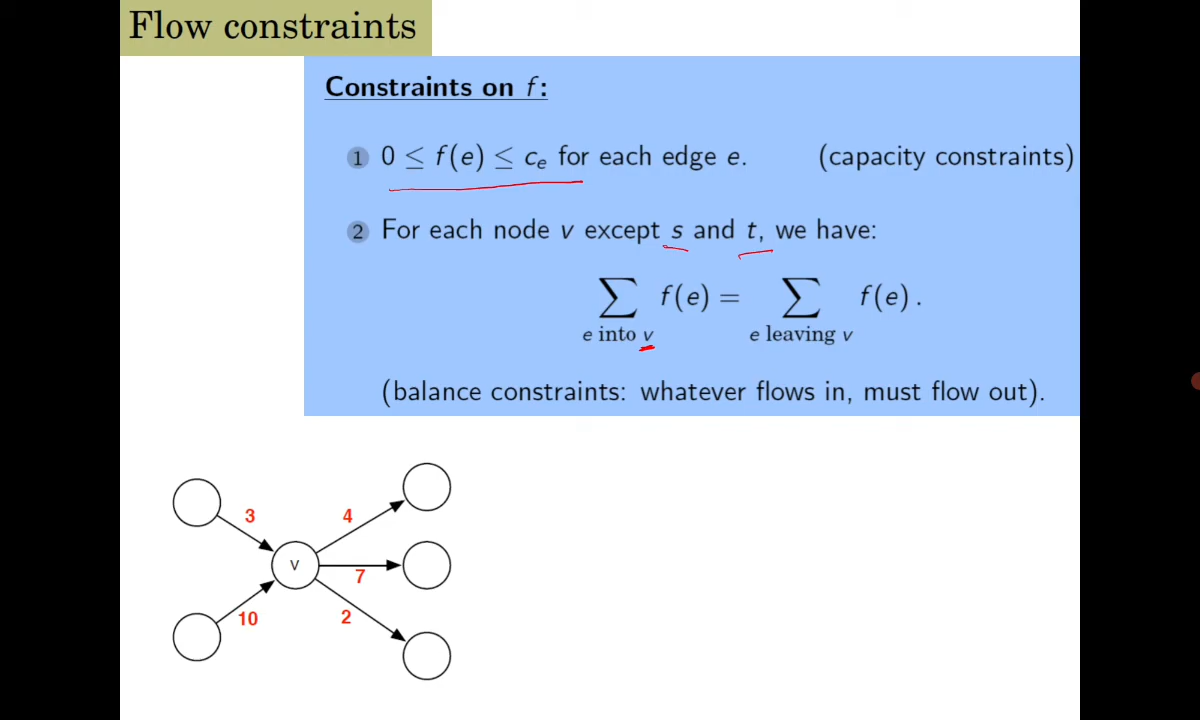 Flow constraints
Constraints on f:
1 0 ≤ f(e) ≤ cₑ for each edge e. (capacity constraints)
2 For each node v except s and t, we have:
∑ f(e) = ∑ f(e).
e into v e leaving v
(balance constraints: whatever flows in, must flow out).
3 4
v
7
10 2